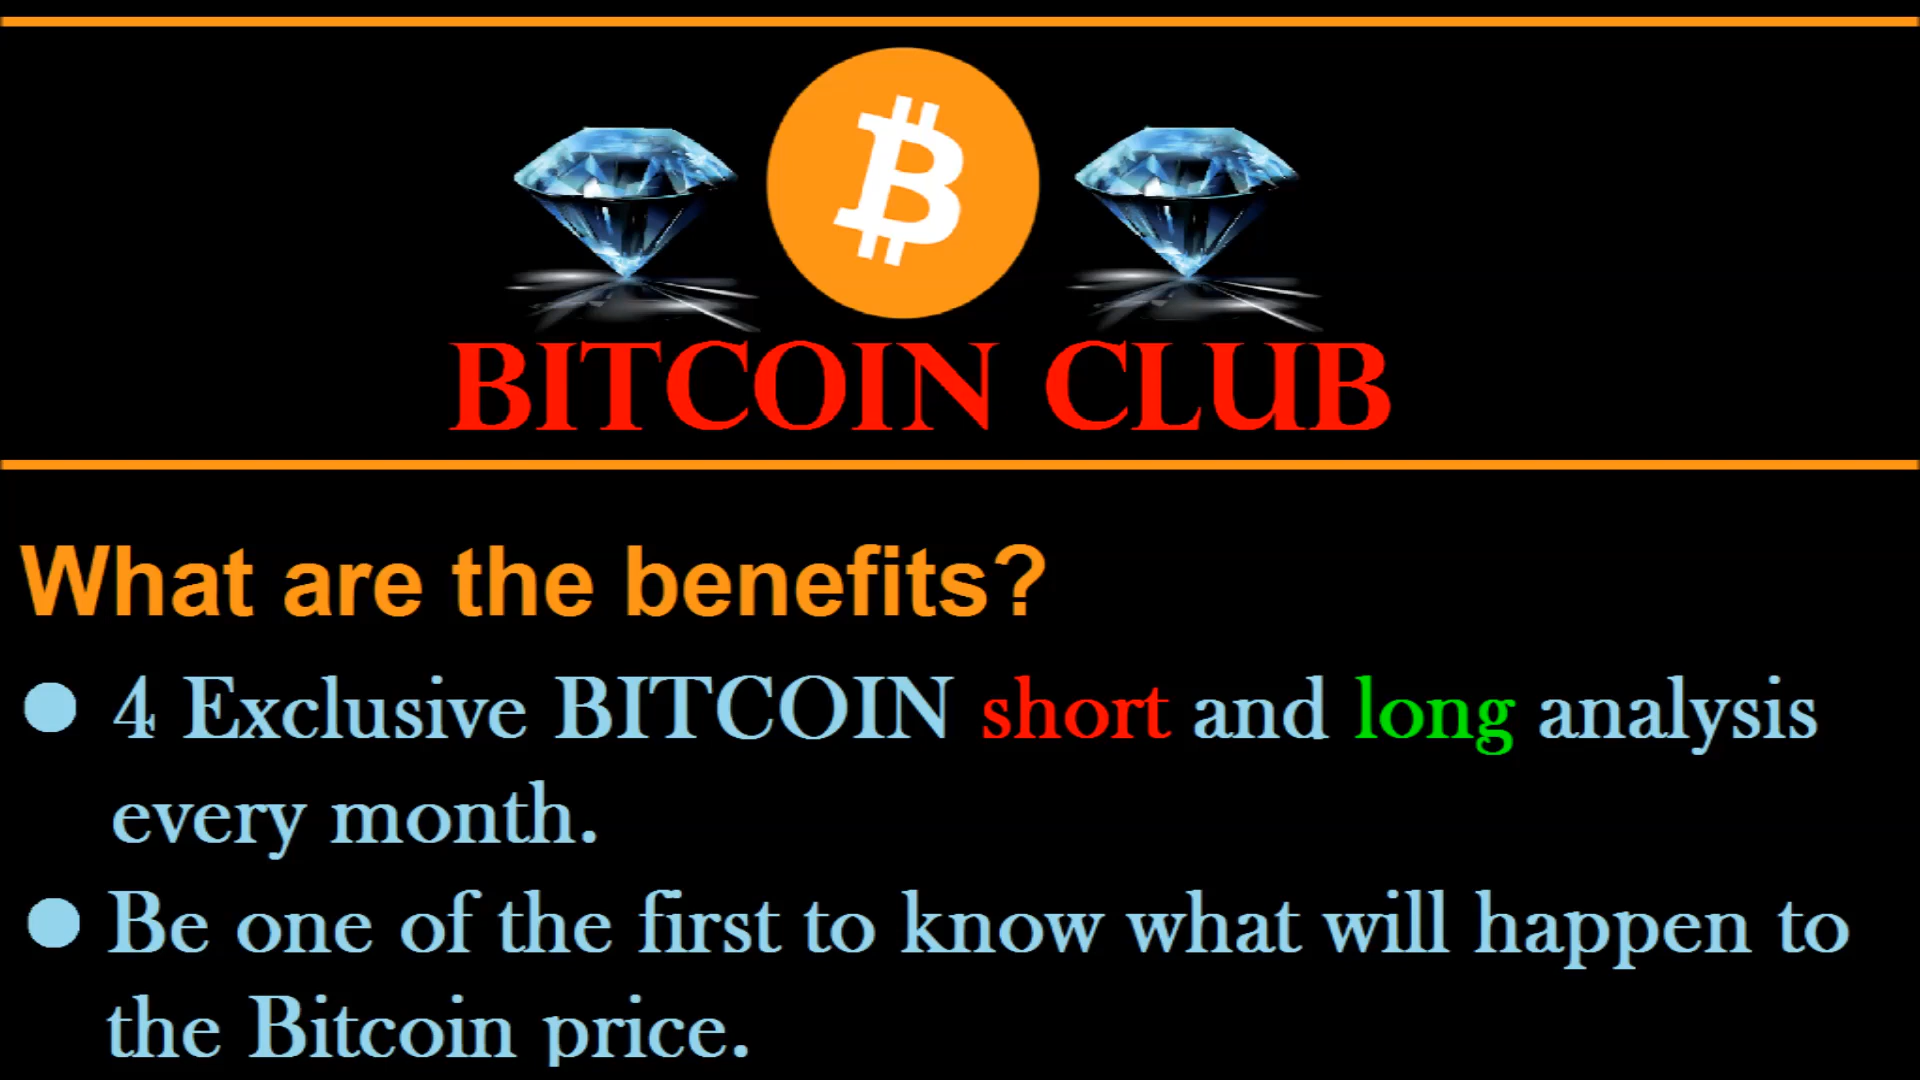 BITCOIN CLUB
What are the benefits?
● 4 Exclusive BITCOIN short and long analysis
every month.
● Be one of the first to know what will happen to
the Bitcoin price.